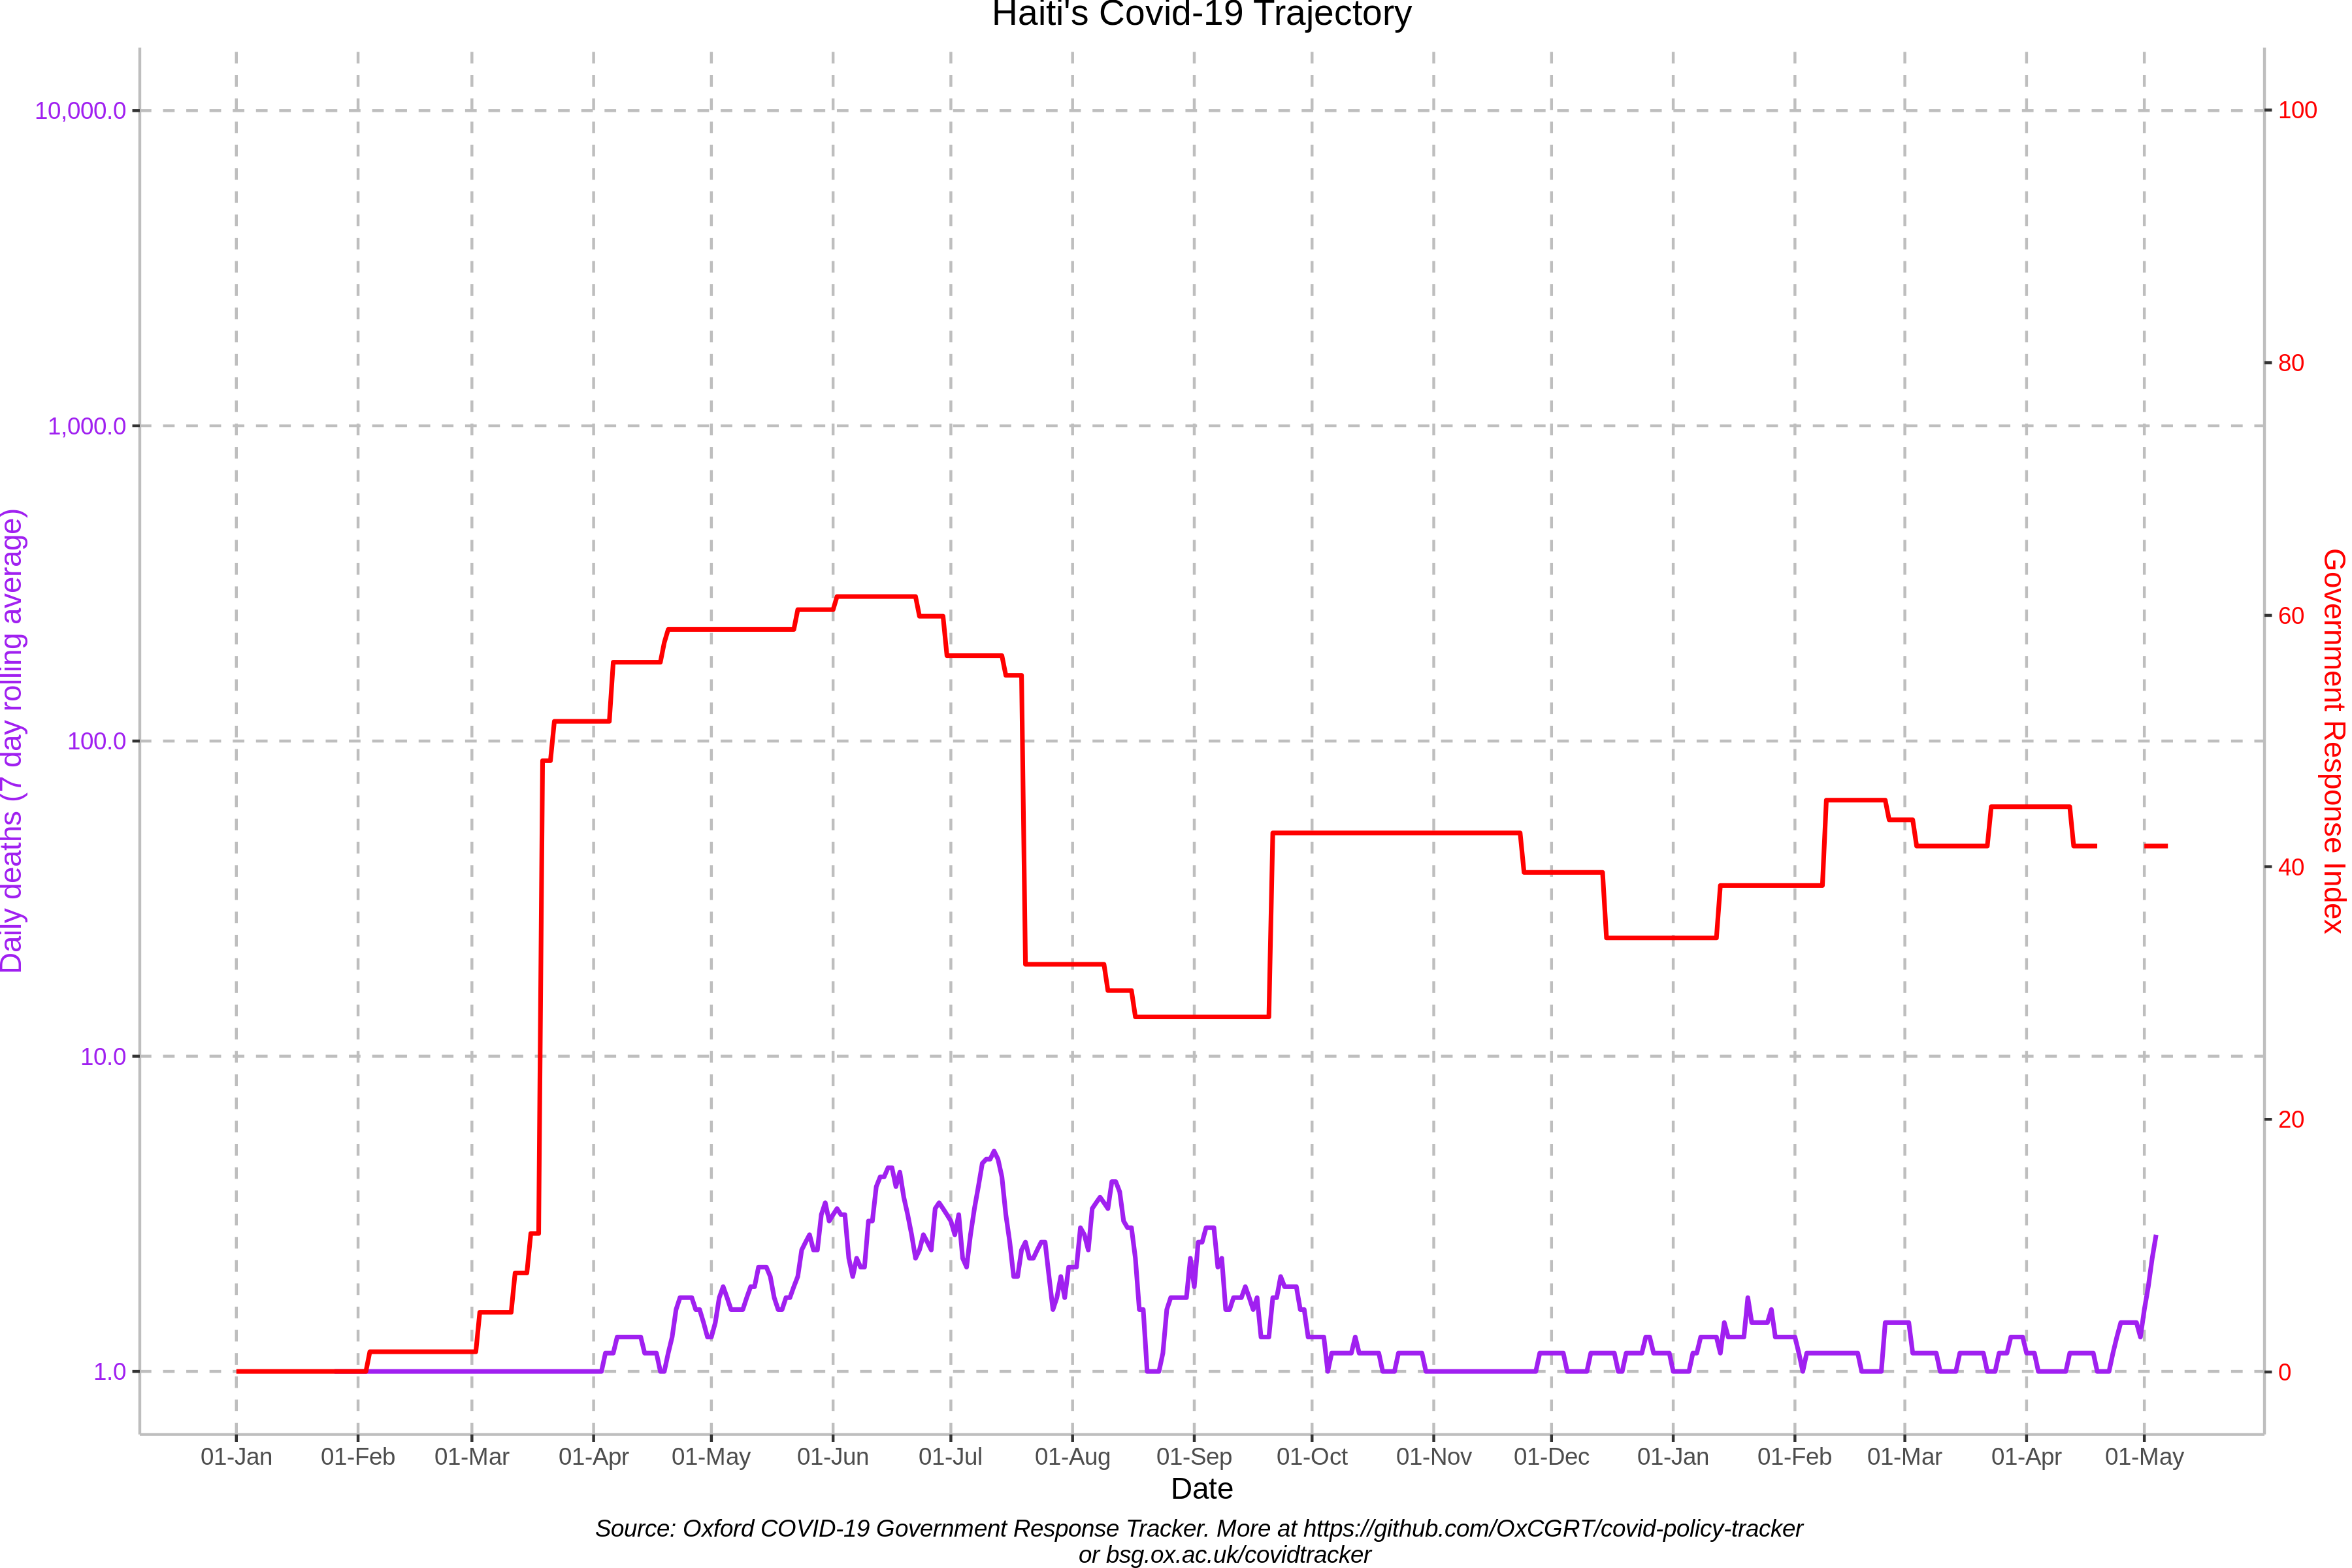 Haiti's Covid-19 Trajectory
10,000.0
1,000.0
100.0
10.0
1.0
Daily deaths (7 day rolling average)
100
80
60
40
20
0
Government Response Index
01-Jan
01-Feb
01-Mar
01-Apr
01-May
01-Jun
01-Jul
01-Aug
01-Sep
01-Oct
01-Nov
01-Dec
01-Jan
01-Feb
01-Mar
01-Apr
01-May
Date
Source: Oxford COVID-19 Government Response Tracker. More at https://github.com/OxCGRT/covid-policy-tracker
or bsg.ox.ac.uk/covidtracker